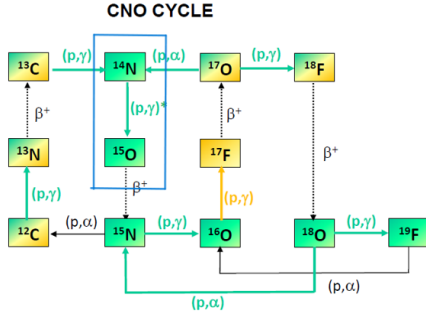 CNO CYCLE
¹³C (p,γ) ¹⁴N (p,α) ¹⁷O (p,γ) ¹⁸F
β⁺ (p,γ)* β⁺ β⁺
¹³N ¹⁵O ¹⁷F
(p,γ) β⁺ (p,γ)
¹²C (p,α) ¹⁵N (p,γ) ¹⁶O ¹⁸O (p,γ) ¹⁹F
(p,α)
(p,α)